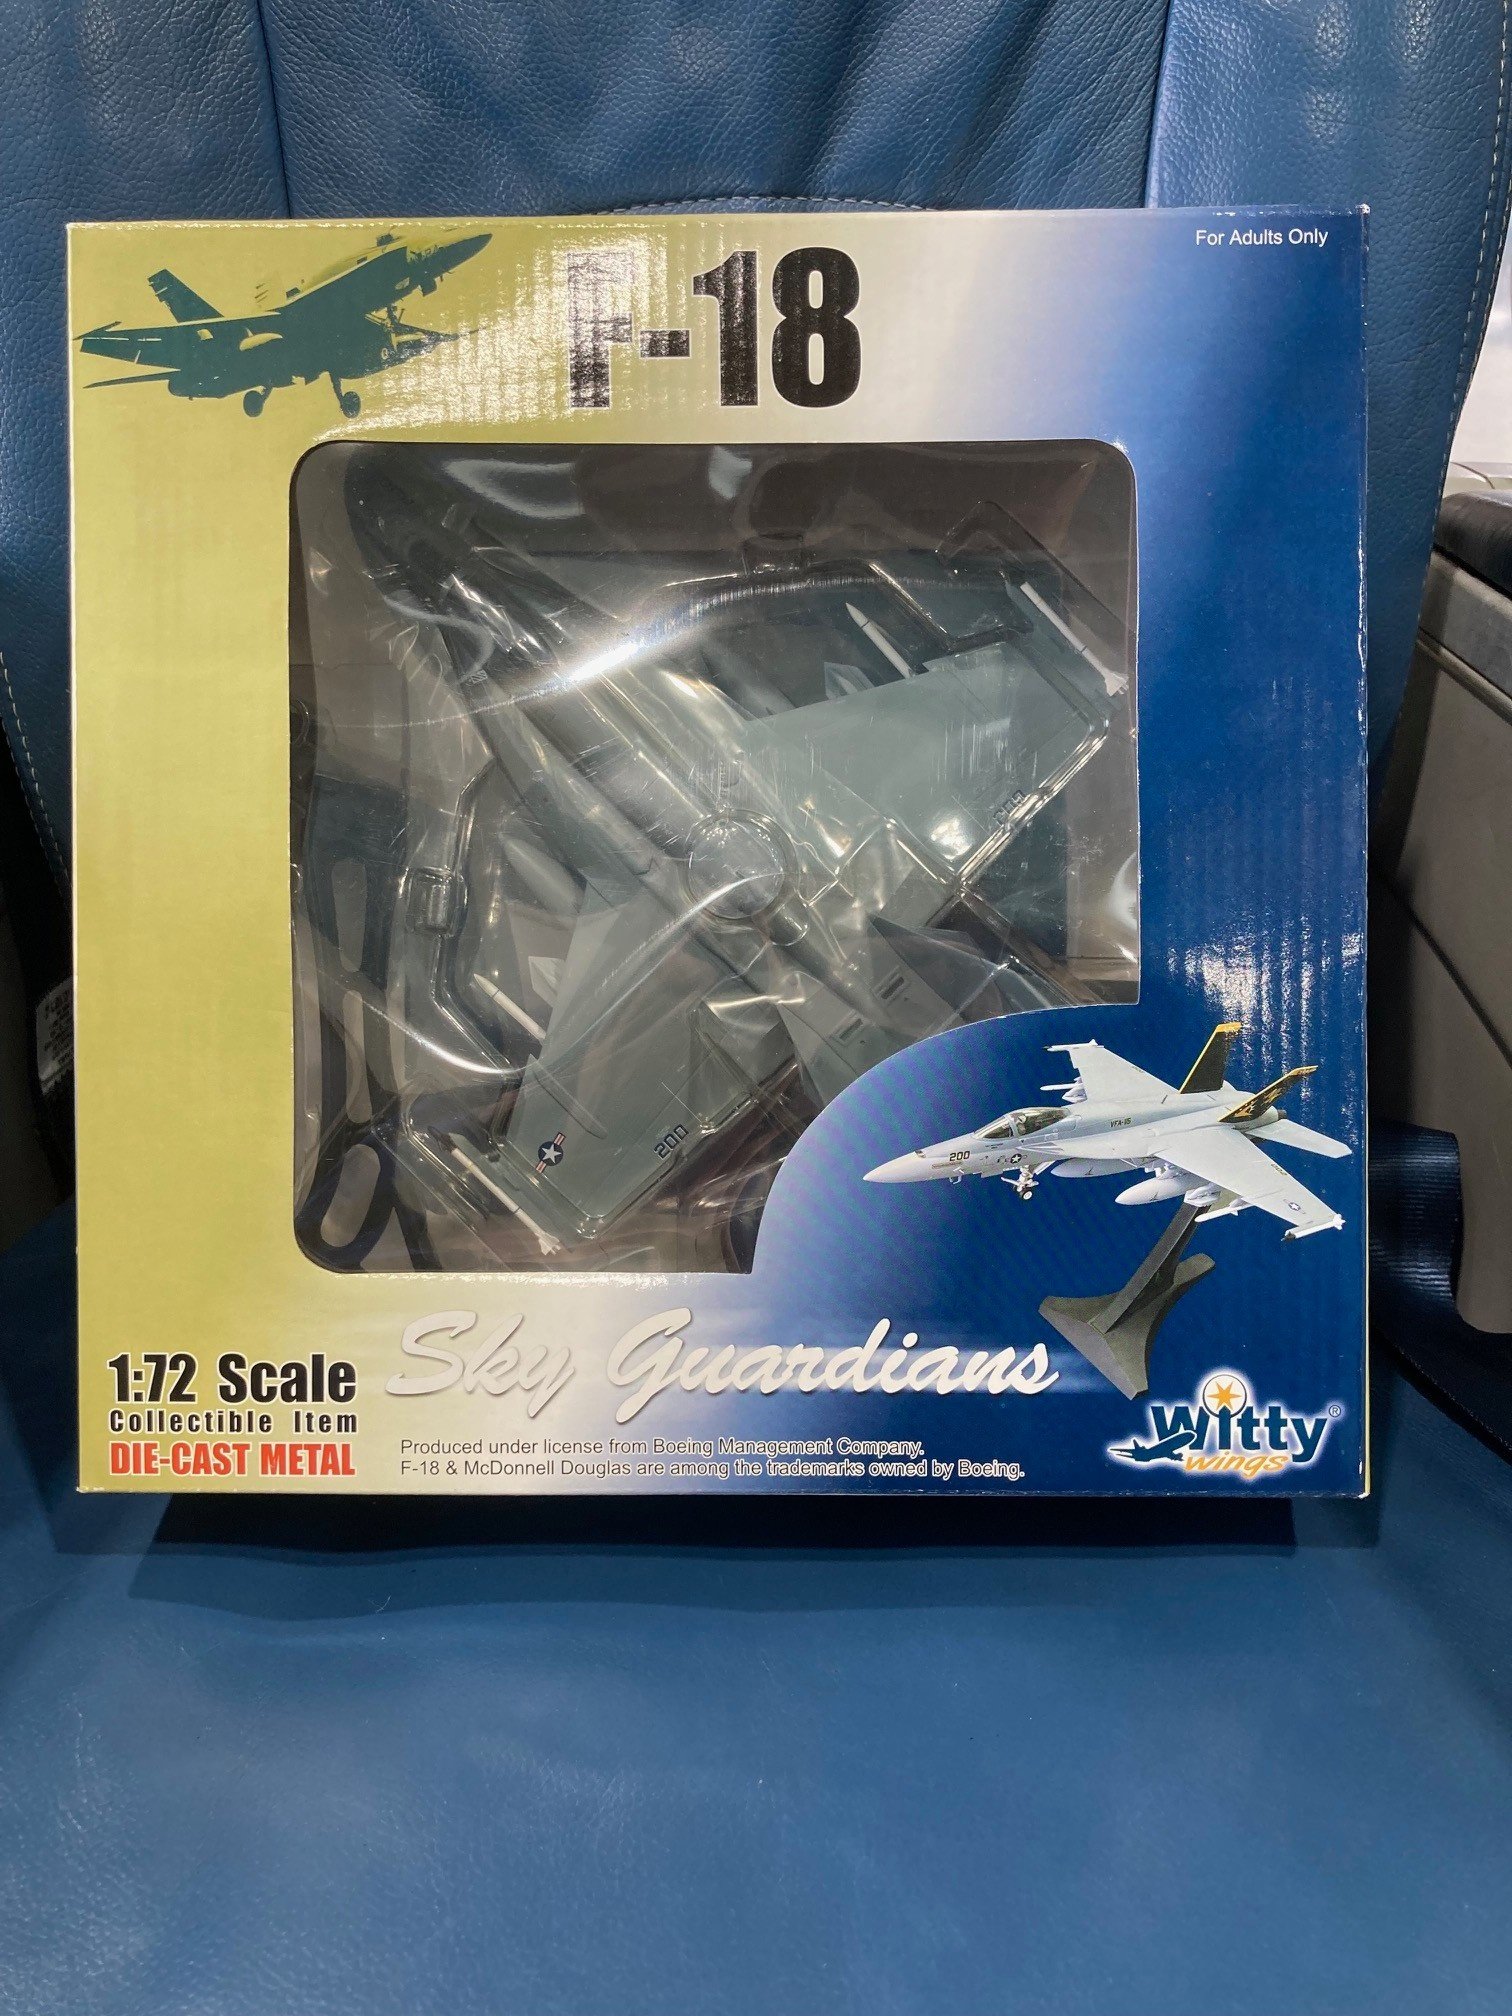 For Adults Only
F-18
200
200
VFA-115
200
1:72 Scale
Collectible Item
DIE-CAST METAL
Sky Guardians
Produced under license from Boeing Management Company.
F-18 & McDonnell Douglas are among the trademarks owned by Boeing.
Witty®
wings